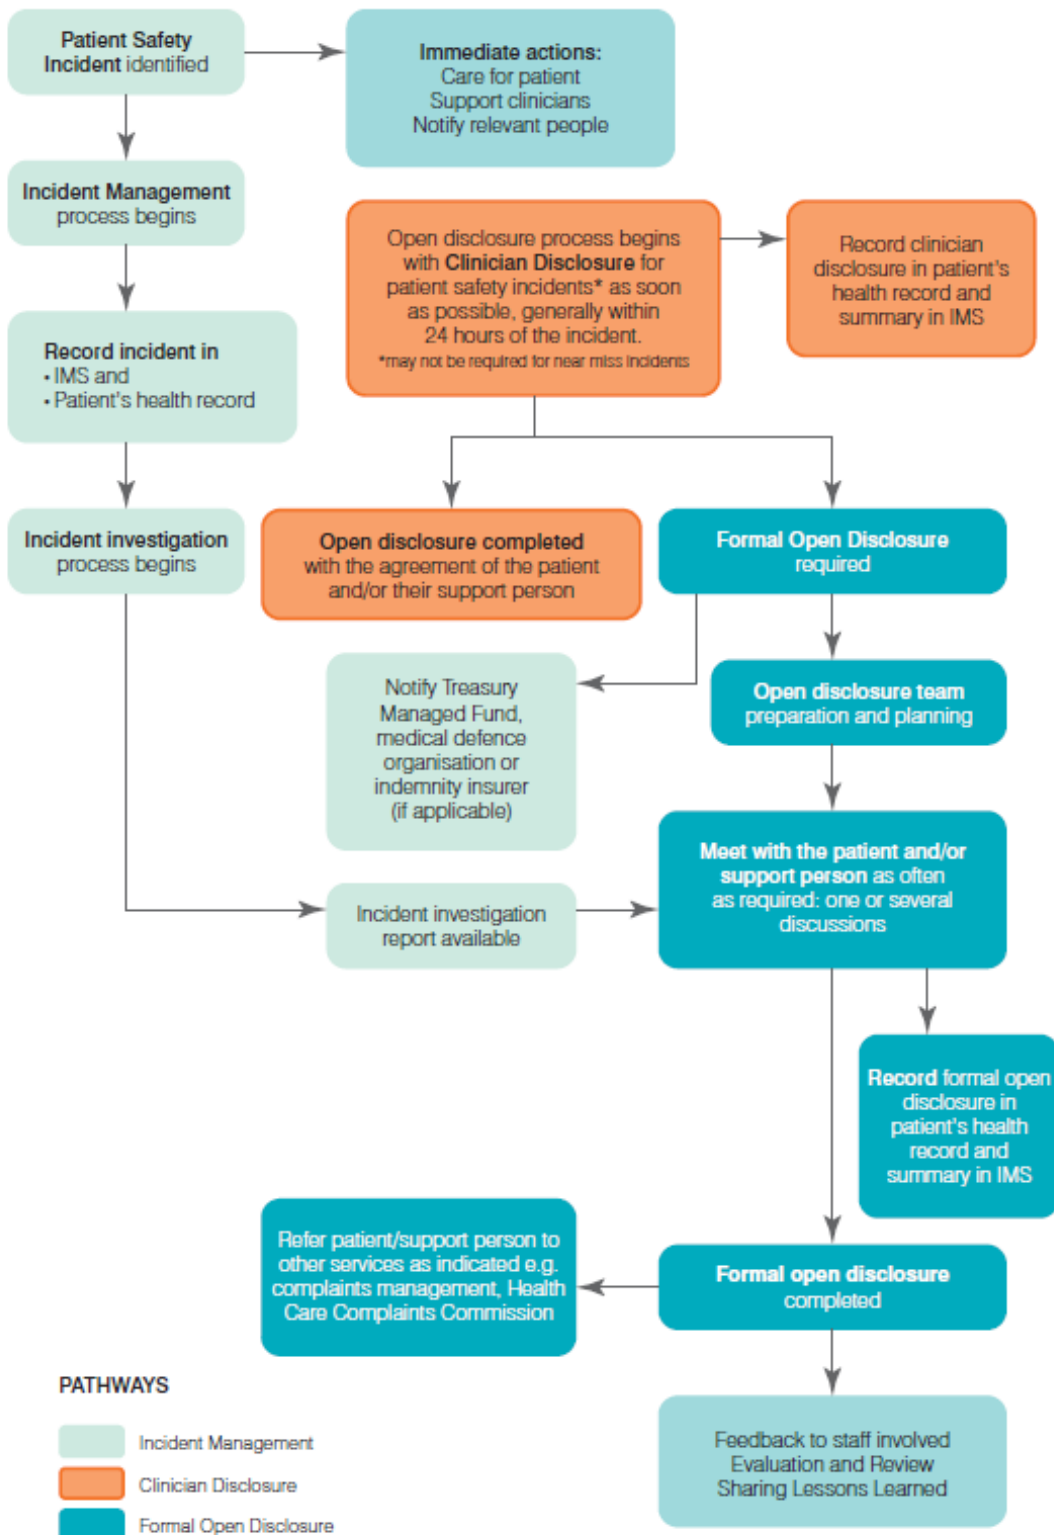 Patient Safety
Incident identified
Immediate actions:
Care for patient
Support clinicians
Notify relevant people
Incident Management
process begins
Open disclosure process begins
with Clinician Disclosure for
patient safety incidents* as soon
as possible, generally within
24 hours of the incident.
*may not be required for near miss incidents
Record clinician
disclosure in patient's
health record and
summary in IMS
Record incident in
• IMS and
• Patient's health record
Incident investigation
process begins
Open disclosure completed
with the agreement of the patient
and/or their support person
Formal Open Disclosure
required
Notify Treasury
Managed Fund,
medical defence
organisation or
indemnity insurer
(if applicable)
Open disclosure team
preparation and planning
Meet with the patient and/or
support person as often
as required: one or several
discussions
Incident investigation
report available
Record formal open
disclosure in
patient's health
record and
summary in IMS
Refer patient/support person to
other services as indicated e.g.
complaints management, Health
Care Complaints Commission
Formal open disclosure
completed
Feedback to staff involved
Evaluation and Review
Sharing Lessons Learned
PATHWAYS
Incident Management
Clinician Disclosure
Formal Open Disclosure